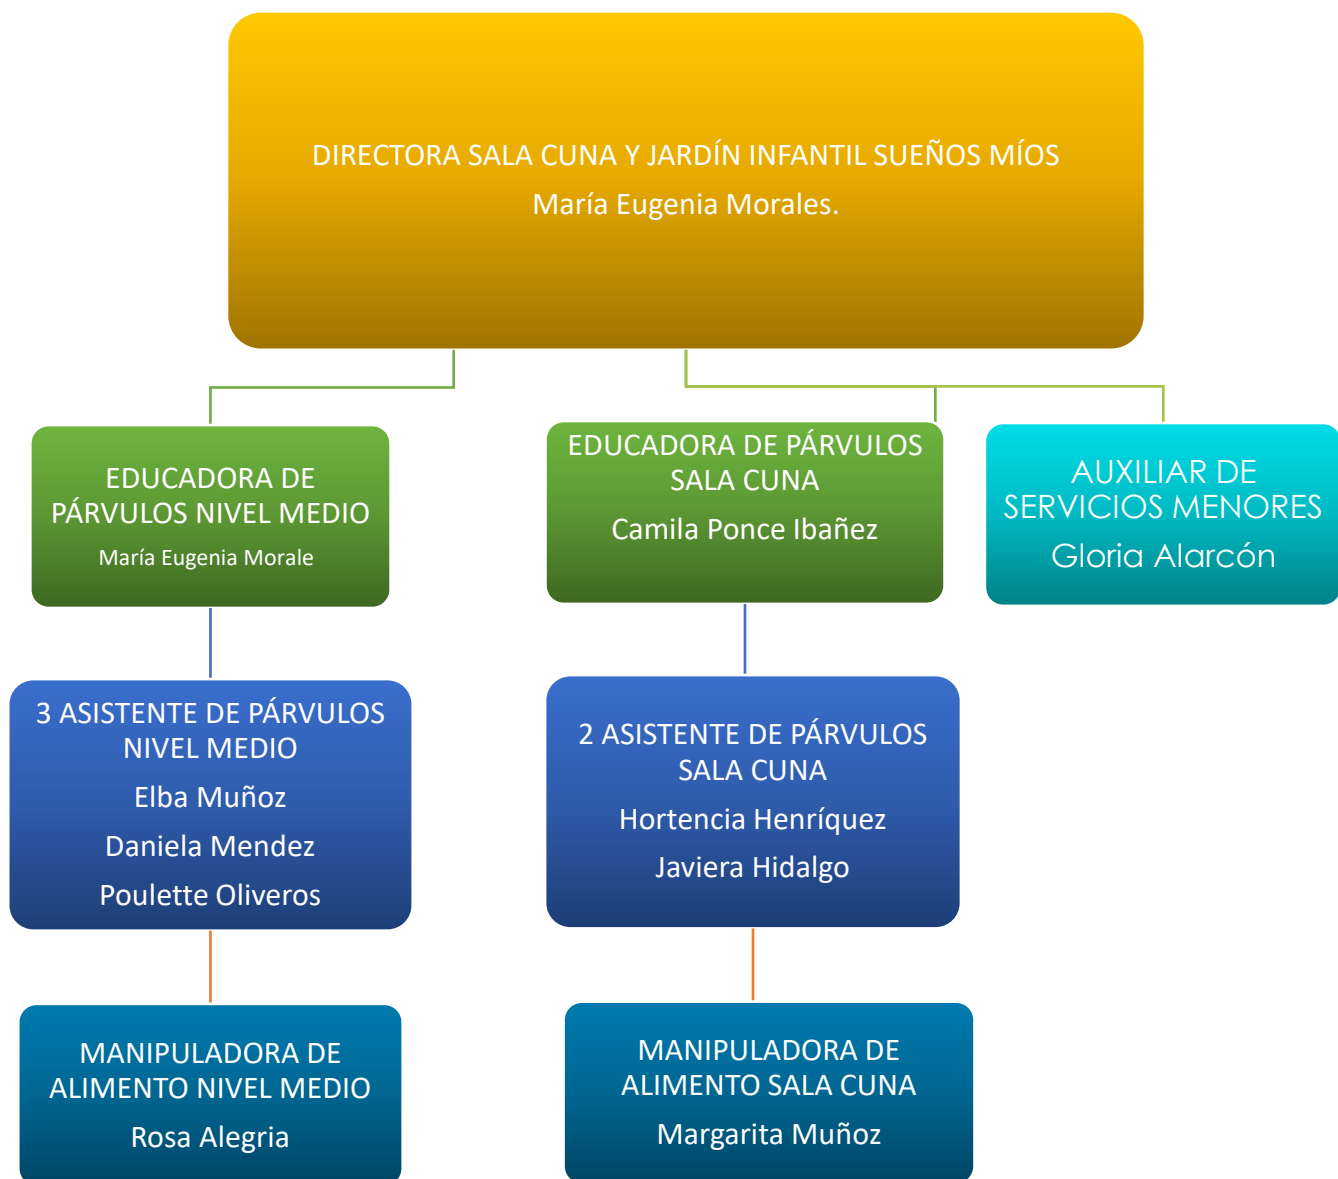 DIRECTORA SALA CUNA Y JARDÍN INFANTIL SUEÑOS MÍOS
María Eugenia Morales.
EDUCADORA DE
PÁRVULOS NIVEL MEDIO
María Eugenia Morale
EDUCADORA DE PÁRVULOS
SALA CUNA
Camila Ponce Ibañez
AUXILIAR DE
SERVICIOS MENORES
Gloria Alarcón
3 ASISTENTE DE PÁRVULOS
NIVEL MEDIO
Elba Muñoz
Daniela Mendez
Poulette Oliveros
2 ASISTENTE DE PÁRVULOS
SALA CUNA
Hortencia Henríquez
Javiera Hidalgo
MANIPULADORA DE
ALIMENTO NIVEL MEDIO
Rosa Alegria
MANIPULADORA DE
ALIMENTO SALA CUNA
Margarita Muñoz